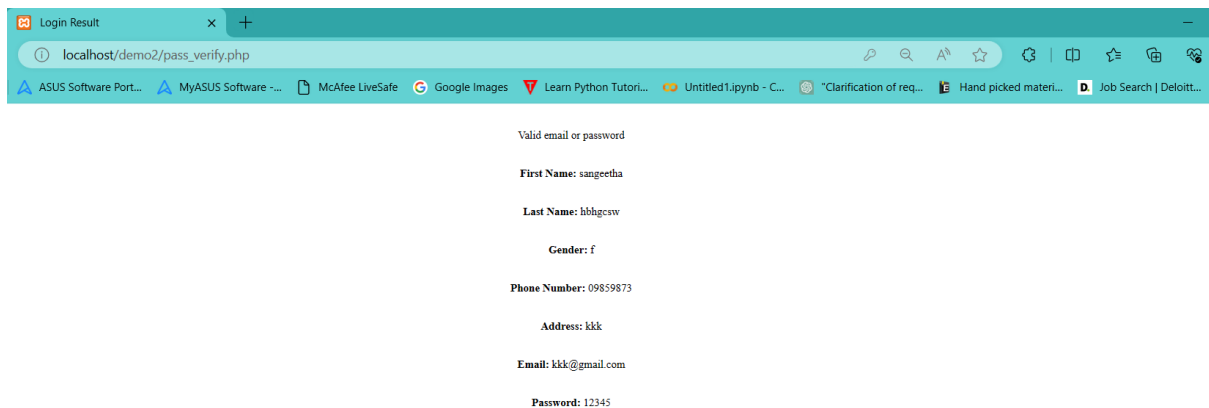 Login Result
localhost/demo2/pass_verify.php
ASUS Software Port... MyASUS Software -... McAfee LiveSafe Google Images Learn Python Tutori... Untitled1.ipynb - C... "Clarification of req... Hand picked materi... D. Job Search | Deloitt...
Valid email or password
First Name: sangeetha
Last Name: hbhgcsw
Gender: f
Phone Number: 09859873
Address: kkk
Email: kkk@gmail.com
Password: 12345